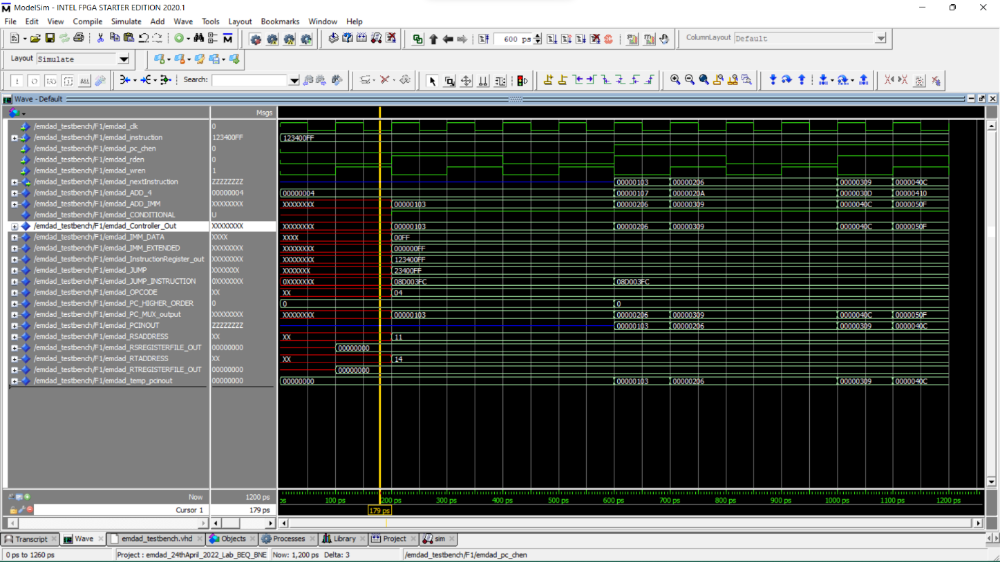 ModelSim - INTEL FPGA STARTER EDITION 2020.1
File Edit View Compile Simulate Add Wave Tools Layout Bookmarks Window Help
600 ps ColumnLayout Default
Layout Simulate
ALL Search:
Wave - Default
Msgs
/emdad_testbench/F1/emdad_clk 0
/emdad_testbench/F1/emdad_instruction 123400FF 123400FF
/emdad_testbench/F1/emdad_pc_chen 0
/emdad_testbench/F1/emdad_rden 0
/emdad_testbench/F1/emdad_wren 1
/emdad_testbench/F1/emdad_nextInstruction ZZZZZZZZ 00000103 00000206 00000309 0000040C
/emdad_testbench/F1/emdad_ADD_4 00000004 00000004 00000107 0000020A 0000030D 00000410
/emdad_testbench/F1/emdad_ADD_IMM XXXXXXXX XXXXXXXX 00000103 00000206 00000309 0000040C 0000050F
/emdad_testbench/F1/emdad_CONDITIONAL U
/emdad_testbench/F1/emdad_Controller_Out XXXXXXXX XXXXXXXX 00000103 00000206 00000309 0000040C 0000050F
/emdad_testbench/F1/emdad_IMM_DATA XXXX XXXX 00FF
/emdad_testbench/F1/emdad_IMM_EXTENDED XXXXXXXX XXXXXXXX 000000FF
/emdad_testbench/F1/emdad_InstructionRegister_out XXXXXXXX XXXXXXXX 123400FF
/emdad_testbench/F1/emdad_JUMP XXXXXXX XXXXXXX 23400FF
/emdad_testbench/F1/emdad_JUMP_INSTRUCTION 0XXXXXXX 0XXXXXXX 08D003FC 08D003FC
/emdad_testbench/F1/emdad_OPCODE XX XX 04
/emdad_testbench/F1/emdad_PC_HIGHER_ORDER 0 0 0
/emdad_testbench/F1/emdad_PC_MUX_output XXXXXXXX XXXXXXXX 00000103 00000206 00000309 0000040C 0000050F
/emdad_testbench/F1/emdad_PCINOUT ZZZZZZZZ 00000103 00000206 00000309 0000040C
/emdad_testbench/F1/emdad_RSADDRESS XX XX 11
/emdad_testbench/F1/emdad_RSREGISTERFILE_OUT 00000000 00000000
/emdad_testbench/F1/emdad_RTADDRESS XX XX 14
/emdad_testbench/F1/emdad_RTREGISTERFILE_OUT 00000000 00000000
/emdad_testbench/F1/emdad_temp_pcinout 00000000 00000000 00000103 00000206 00000309 0000040C
Now 1200 ps ps 100 ps 200 ps 300 ps 400 ps 500 ps 600 ps 700 ps 800 ps 900 ps 1000 ps 1100 ps 1200 ps
Cursor 1 179 ps 179 ps
Transcript Wave emdad_testbench.vhd Objects Processes Library Project sim
0 ps to 1260 ps Project : emdad_24thApril_2022_Lab_BEQ_BNE Now: 1,200 ps Delta: 3 /emdad_testbench/F1/emdad_pc_chen